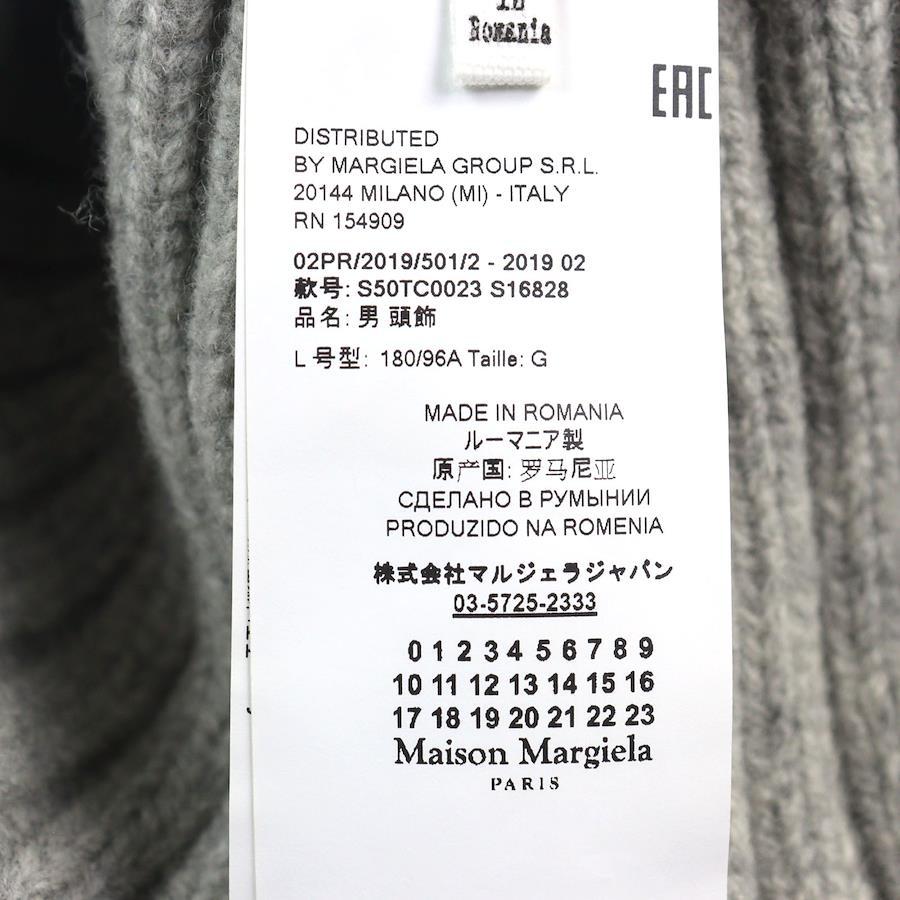 IN
Romania
EAC
DISTRIBUTED
BY MARGIELA GROUP S.R.L.
20144 MILANO (MI) - ITALY
RN 154909
02PR/2019/501/2 - 2019 02
款号: S50TC0023 S16828
品名: 男 頭飾
L 号型: 180/96A Taille: G
MADE IN ROMANIA
ルーマニア製
原产国: 罗马尼亚
СДЕЛАНО В РУМЫНИИ
PRODUZIDO NA ROMENIA
株式会社マルジェラジャパン
03-5725-2333
0 1 2 3 4 5 6 7 8 9
10 11 12 13 14 15 16
17 18 19 20 21 22 23
Maison Margiela
PARIS